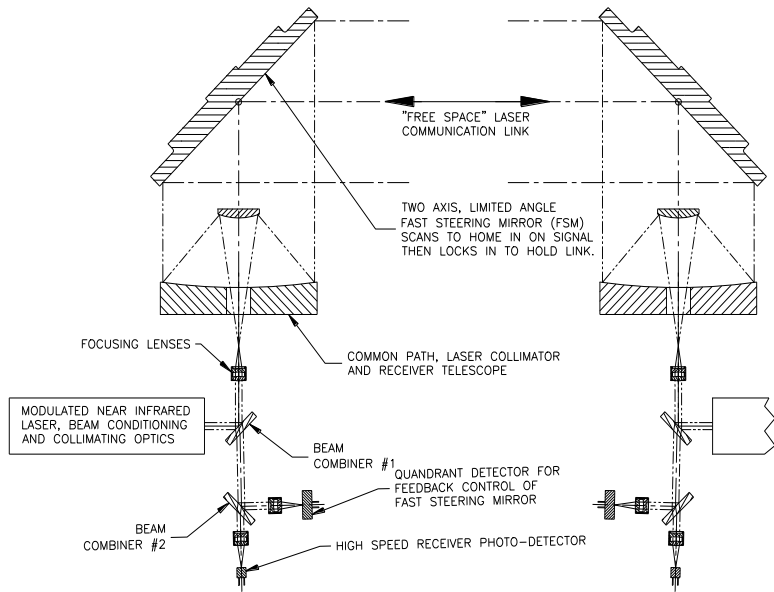 "FREE SPACE" LASER
COMMUNICATION LINK
TWO AXIS, LIMITED ANGLE
FAST STEERING MIRROR (FSM)
SCANS TO HOME IN ON SIGNAL
THEN LOCKS IN TO HOLD LINK.
FOCUSING LENSES
COMMON PATH, LASER COLLIMATOR
AND RECEIVER TELESCOPE
MODULATED NEAR INFRARED
LASER, BEAM CONDITIONING
AND COLLIMATING OPTICS
BEAM
COMBINER #1
QUANDRANT DETECTOR FOR
FEEDBACK CONTROL OF
FAST STEERING MIRROR
BEAM
COMBINER #2
HIGH SPEED RECEIVER PHOTO-DETECTOR